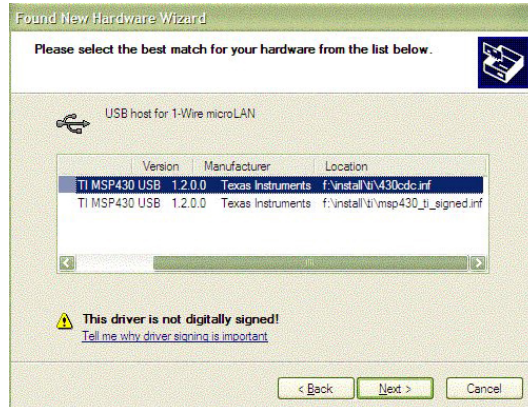 Found New Hardware Wizard
Please select the best match for your hardware from the list below.
USB host for 1-Wire microLAN
Version Manufacturer Location
TI MSP430 USB 1.2.0.0 Texas Instruments f:\install\ti\430cdc.inf
TI MSP430 USB 1.2.0.0 Texas Instruments f:\install\ti\msp430_ti_signed.inf
This driver is not digitally signed!
Tell me why driver signing is important
< Back Next > Cancel